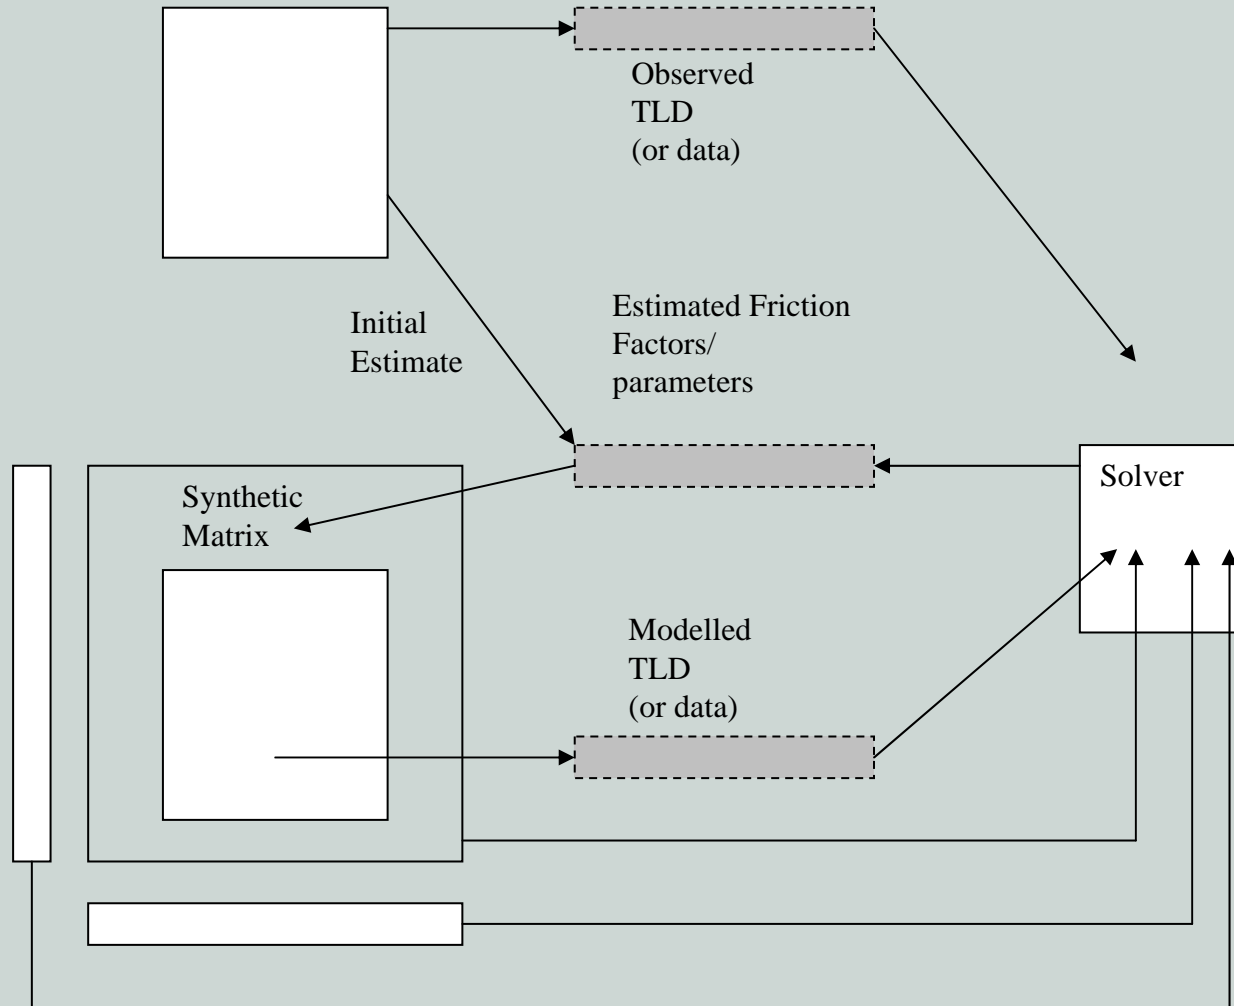 Observed
TLD
(or data)
Initial
Estimate
Estimated Friction
Factors/
parameters
Synthetic
Matrix
Solver
Modelled
TLD
(or data)